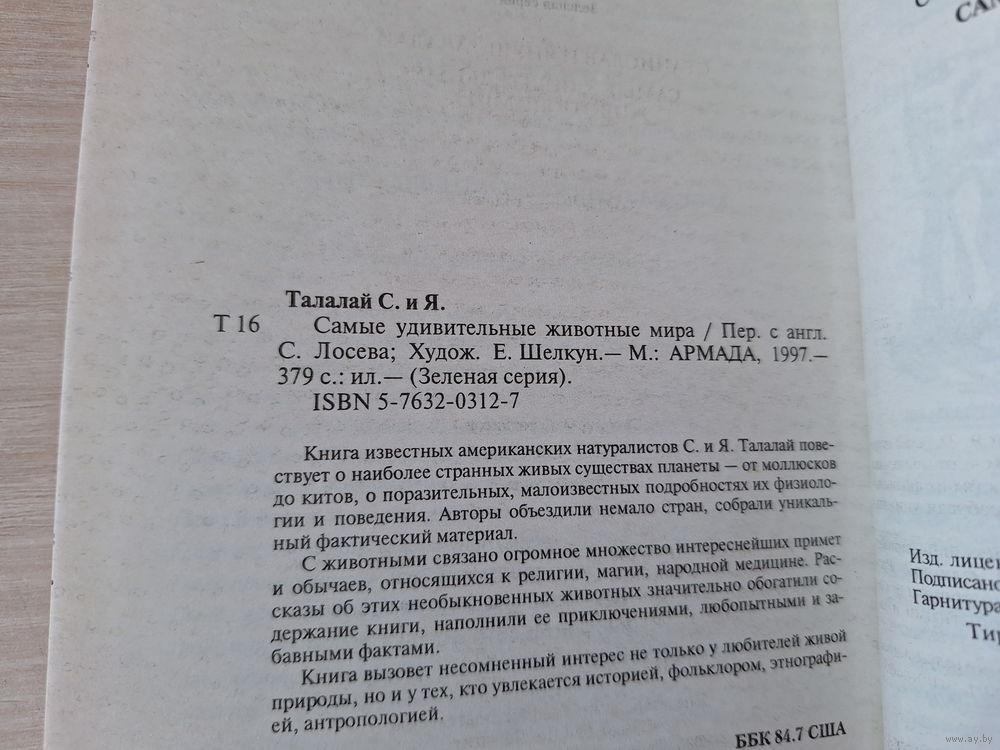 Талалай С. и Я.
Т 16
Самые удивительные животные мира / Пер. с англ.
С. Лосева; Худож. Е. Шелкун.— М.: АРМАДА, 1997.—
379 с.: ил.— (Зеленая серия).
ISBN 5-7632-0312-7
Книга известных американских натуралистов С. и Я. Талалай пове-
ствует о наиболее странных живых существах планеты — от моллюсков
до китов, о поразительных, малоизвестных подробностях их физиоло-
гии и поведения. Авторы объездили немало стран, собрали уникаль-
ный фактический материал.
С животными связано огромное множество интереснейших примет
и обычаев, относящихся к религии, магии, народной медицине. Рас-
сказы об этих необыкновенных животных значительно обогатили со-
держание книги, наполнили ее приключениями, любопытными и за-
бавными фактами.
Книга вызовет несомненный интерес не только у любителей живой
природы, но и у тех, кто увлекается историей, фольклором, этнографи-
ей, антропологией.
ББК 84.7 США
Изд. лицен
Подписано
Гарнитура
Тир
www.ay.by